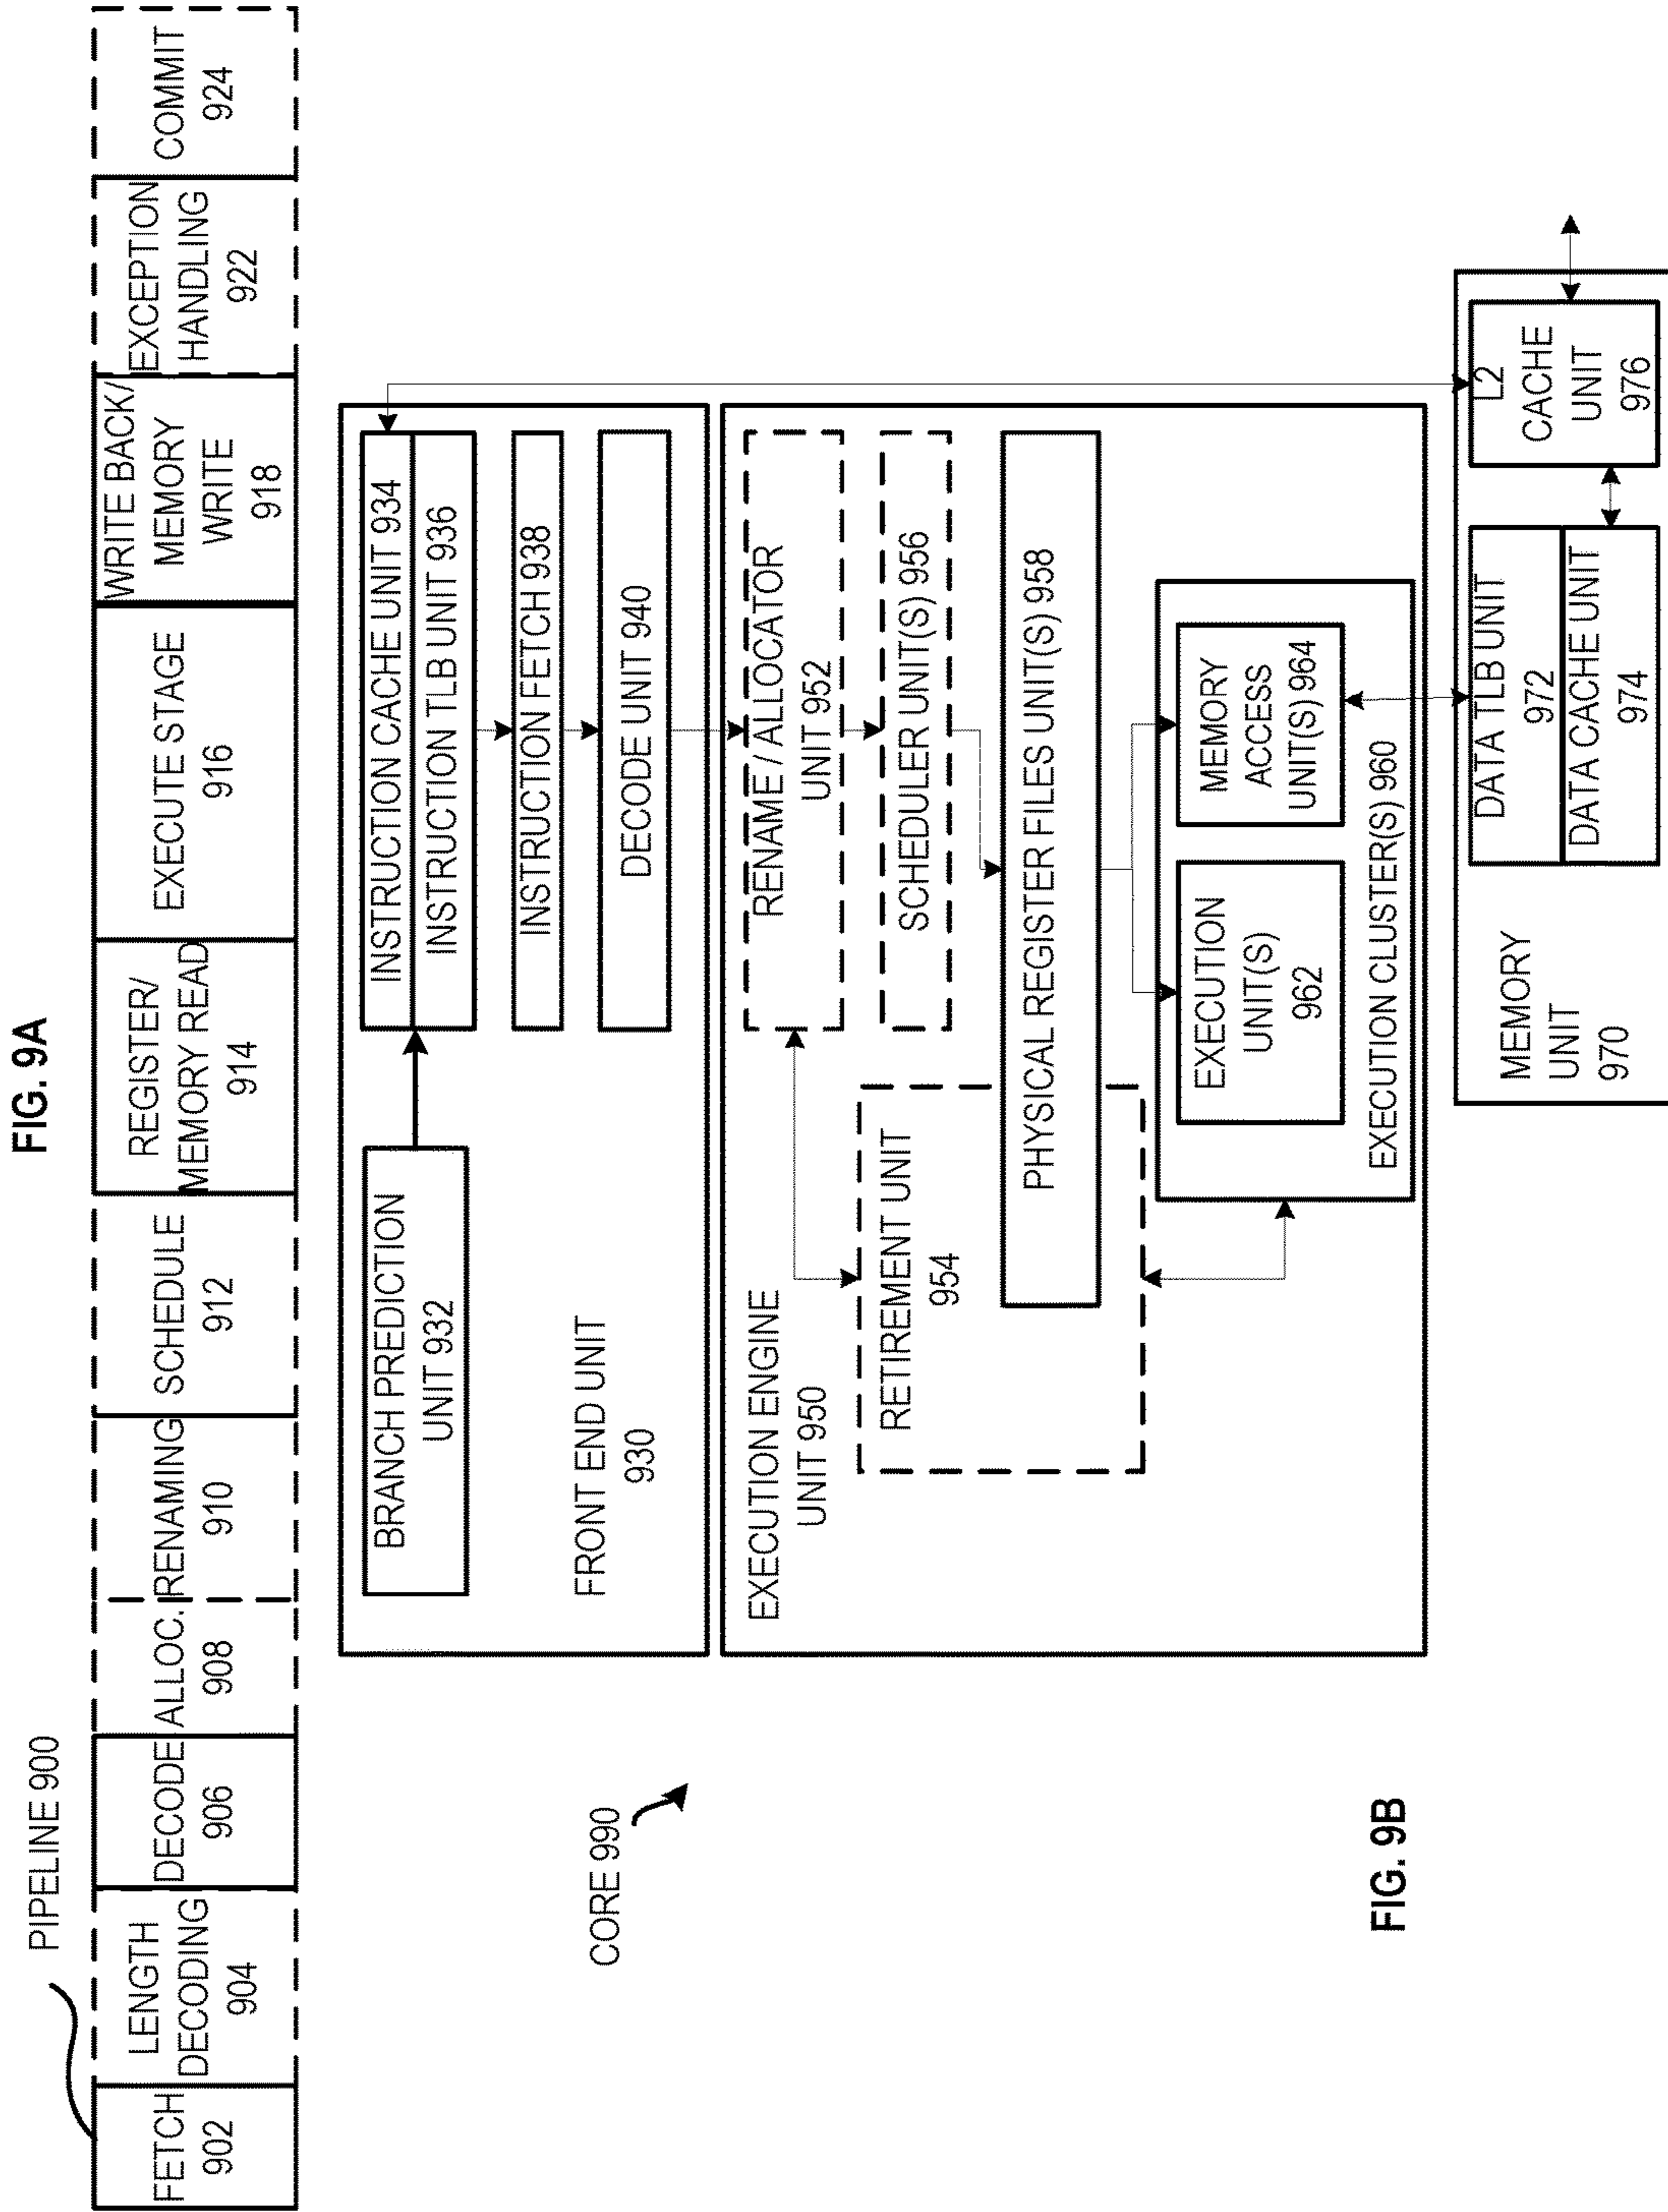 FIG. 9A
PIPELINE 900
FETCH
902
LENGTH
DECODING
904
DECODE
906
ALLOC.
908
RENAMING
910
SCHEDULE
912
REGISTER/
MEMORY READ
914
EXECUTE STAGE
916
WRITE BACK/
MEMORY
WRITE
918
EXCEPTION
HANDLING
922
COMMIT
924
CORE 990
BRANCH PREDICTION
UNIT 932
INSTRUCTION CACHE UNIT 934
INSTRUCTION TLB UNIT 936
INSTRUCTION FETCH 938
DECODE UNIT 940
FRONT END UNIT
930
EXECUTION ENGINE
UNIT 950
RENAME / ALLOCATOR
UNIT 952
SCHEDULER UNIT(S) 956
RETIREMENT UNIT
954
PHYSICAL REGISTER FILES UNIT(S) 958
EXECUTION
UNIT(S)
962
MEMORY
ACCESS
UNIT(S) 964
EXECUTION CLUSTER(S) 960
MEMORY
UNIT
970
DATA TLB UNIT
972
DATA CACHE UNIT
974
L2
CACHE
UNIT
976
FIG. 9B